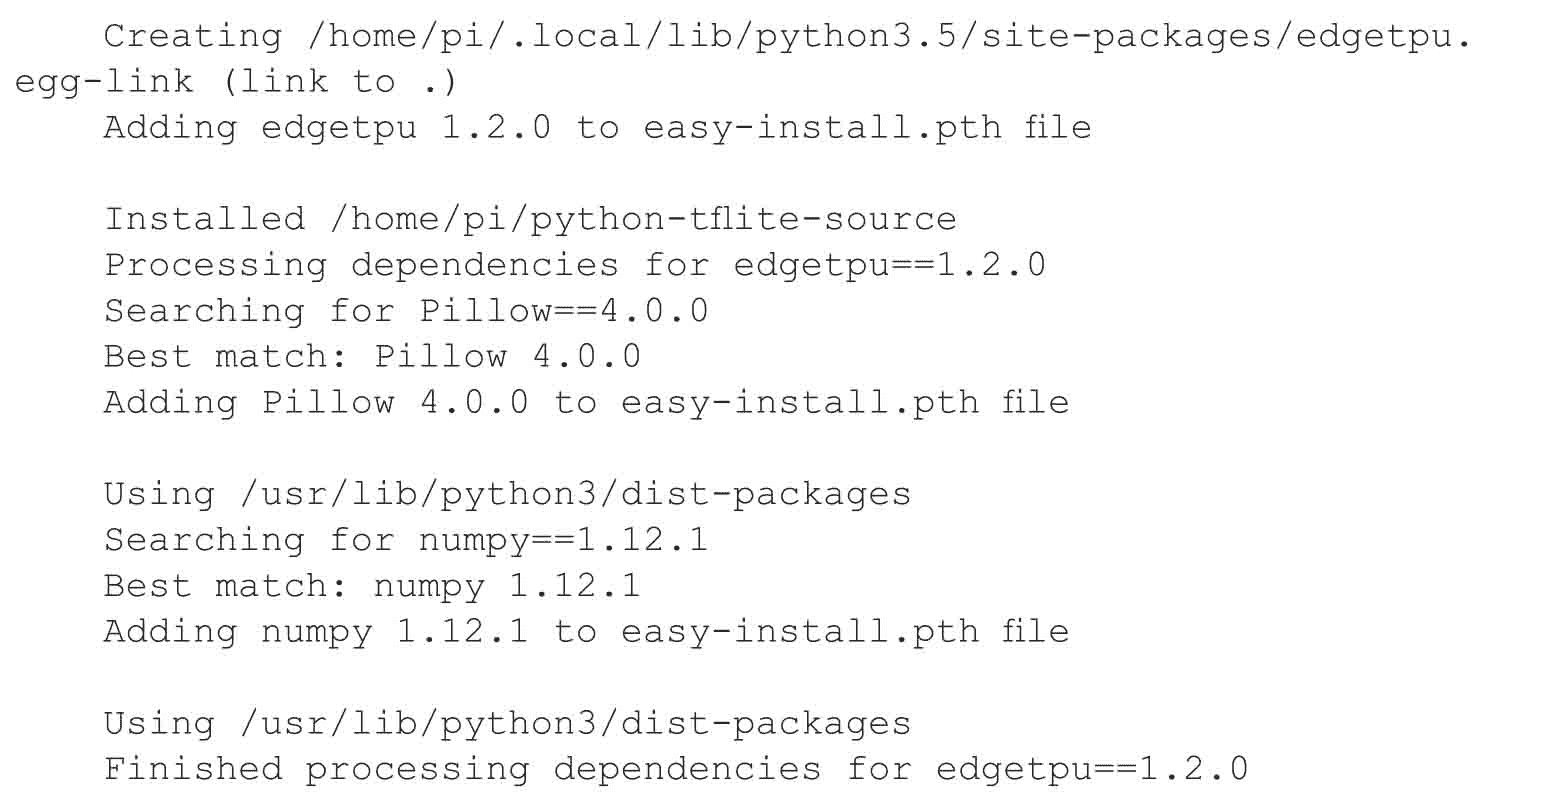 Creating /home/pi/.local/lib/python3.5/site-packages/edgetpu.
egg-link (link to .)
Adding edgetpu 1.2.0 to easy-install.pth file
Installed /home/pi/python-tflite-source
Processing dependencies for edgetpu==1.2.0
Searching for Pillow==4.0.0
Best match: Pillow 4.0.0
Adding Pillow 4.0.0 to easy-install.pth file
Using /usr/lib/python3/dist-packages
Searching for numpy==1.12.1
Best match: numpy 1.12.1
Adding numpy 1.12.1 to easy-install.pth file
Using /usr/lib/python3/dist-packages
Finished processing dependencies for edgetpu==1.2.0